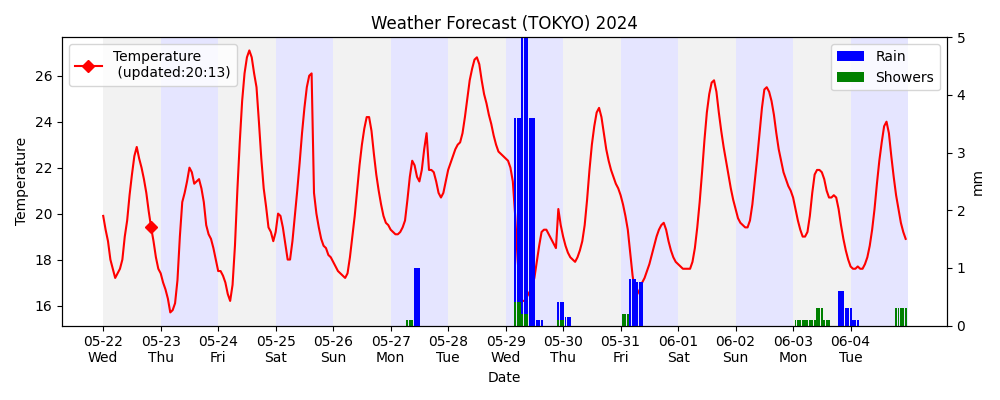 Weather Forecast (TOKYO) 2024
Temperature
(updated:20:13)
Rain
Showers
Temperature
26
24
22
20
18
16
5
4
3
2
1
0
mm
05-22 05-23 05-24 05-25 05-26 05-27 05-28 05-29 05-30 05-31 06-01 06-02 06-03 06-04
Wed Thu Fri Sat Sun Mon Tue Wed Thu Fri Sat Sun Mon Tue
Date